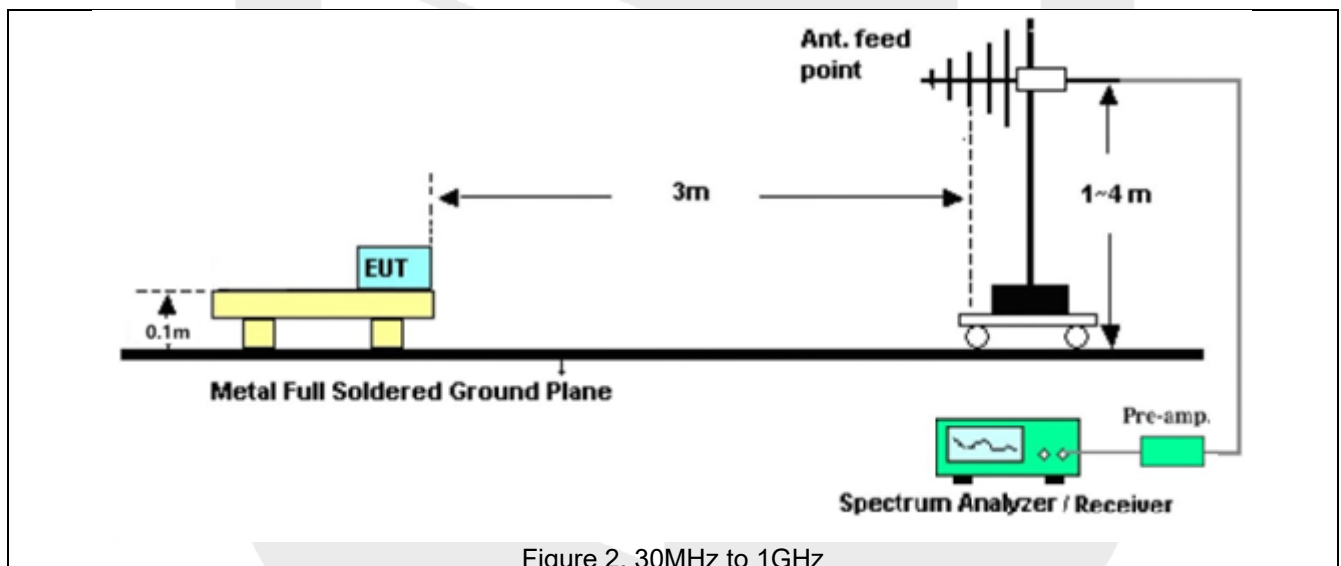 Ant. feed
point
3m
1~4 m
EUT
0.1m
Metal Full Soldered Ground Plane
Pre-amp.
Spectrum Analyzer / Receiver
Figure 2. 30MHz to 1GHz